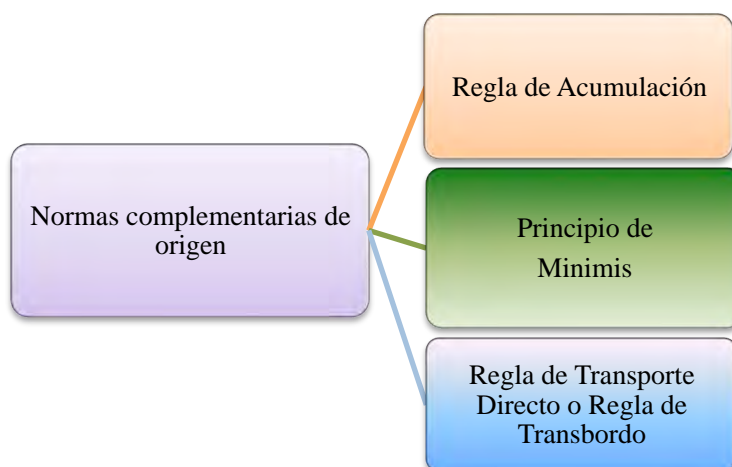 Normas complementarias de
origen
Regla de Acumulación
Principio de
Minimis
Regla de Transporte
Directo o Regla de
Transbordo